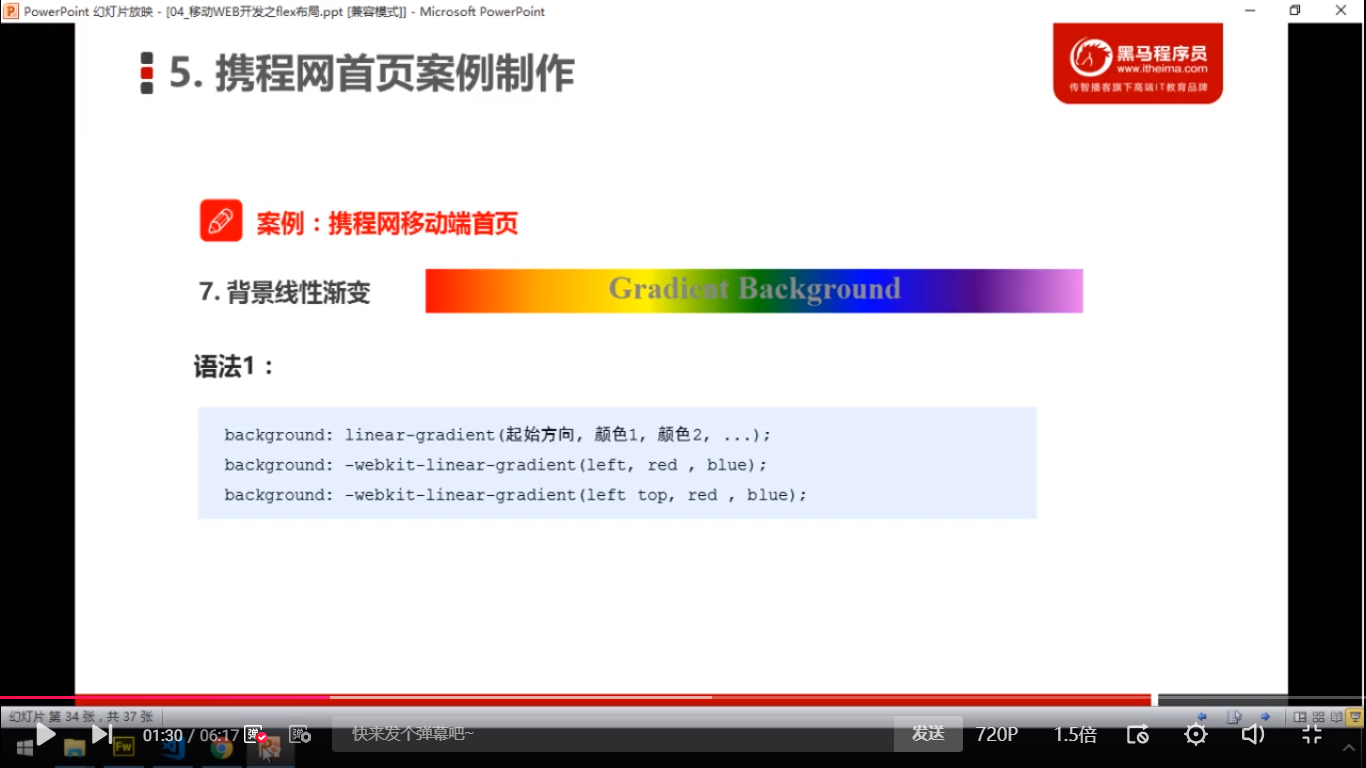 PowerPoint 幻灯片放映 - [04_移动WEB开发之flex布局.ppt [兼容模式]] - Microsoft PowerPoint
5. 携程网首页案例制作
黑马程序员
www.itheima.com
传智播客旗下高端IT教育品牌
案例：携程网移动端首页
7. 背景线性渐变
Gradient Background
语法1：
background: linear-gradient(起始方向, 颜色1, 颜色2, ...);
background: -webkit-linear-gradient(left, red , blue);
background: -webkit-linear-gradient(left top, red , blue);
幻灯片 第 34 张，共 37 张
01:30 / 06:17
弹
弹
快来发个弹幕吧~
发送
720P
1.5倍
Fw